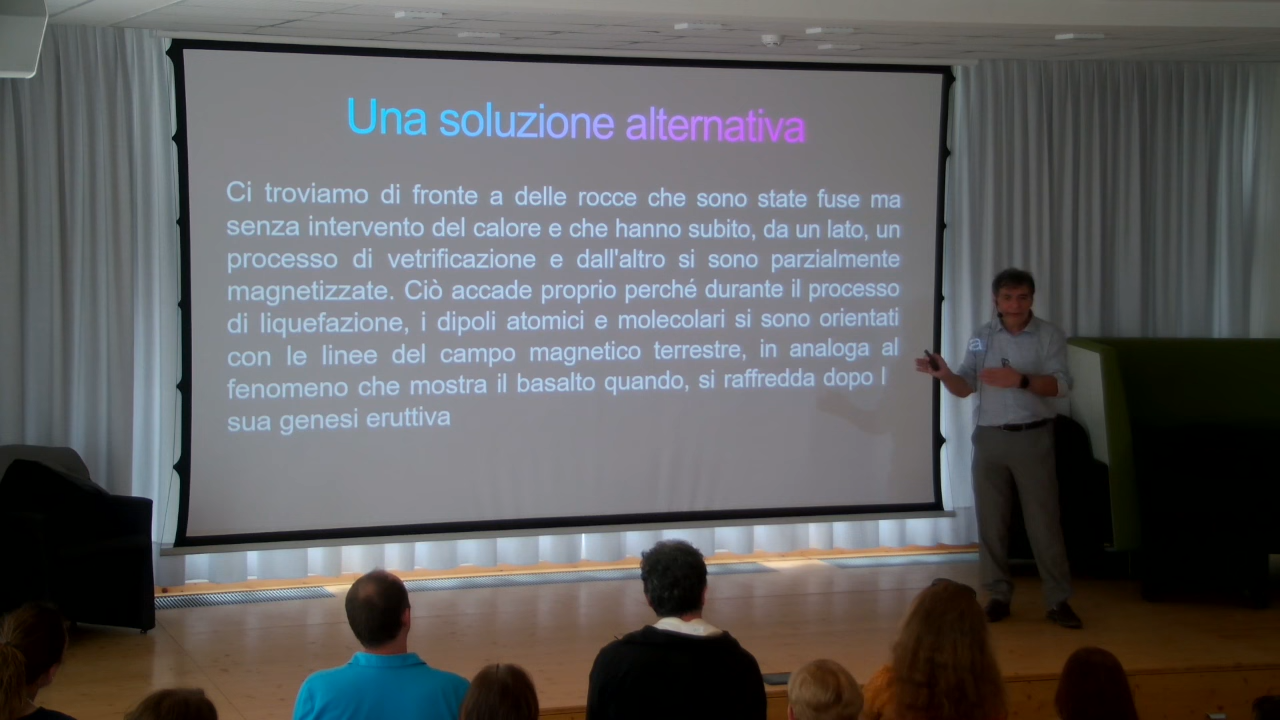 Una soluzione alternativa
Ci troviamo di fronte a delle rocce che sono state fuse ma
senza intervento del calore e che hanno subito, da un lato, un
processo di vetrificazione e dall'altro si sono parzialmente
magnetizzate. Ciò accade proprio perché durante il processo
di liquefazione, i dipoli atomici e molecolari si sono orientati
con le linee del campo magnetico terrestre, in analoga al
fenomeno che mostra il basalto quando, si raffredda dopo l
sua genesi eruttiva